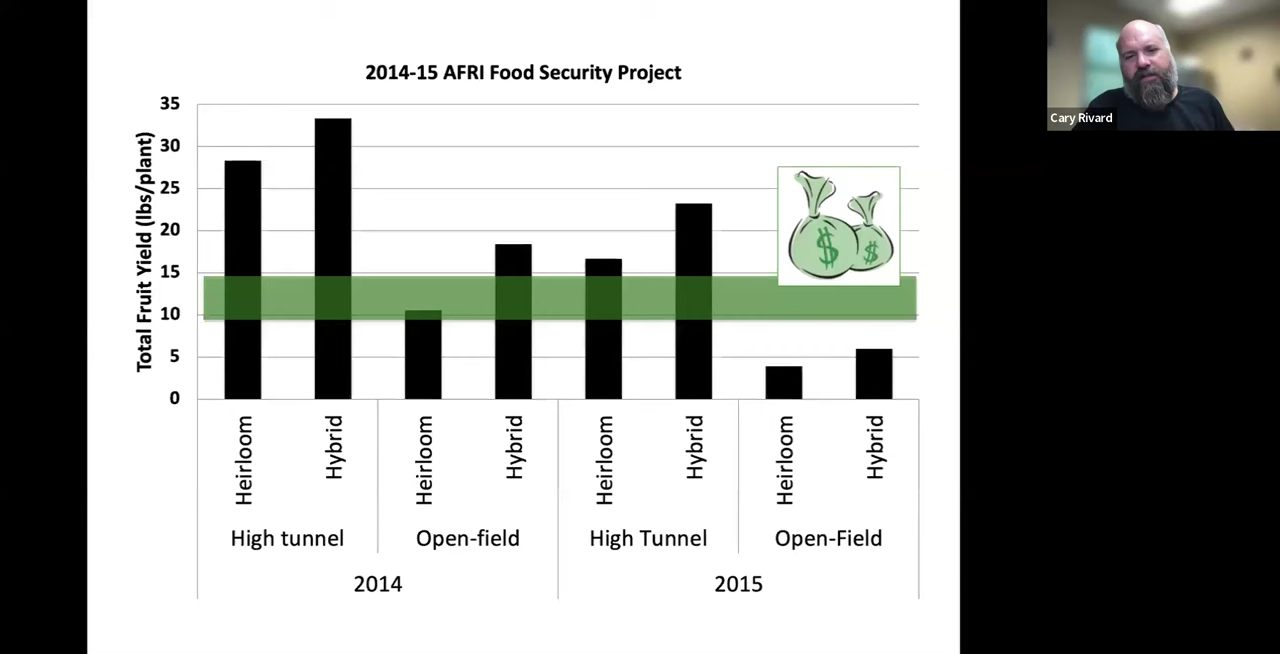 2014-15 AFRI Food Security Project
Cary Rivard
Total Fruit Yield (lbs/plant)
35
30
25
20
15
10
5
0
$ $
Heirloom Hybrid Heirloom Hybrid Heirloom Hybrid Heirloom Hybrid
High tunnel Open-field High Tunnel Open-Field
2014 2015